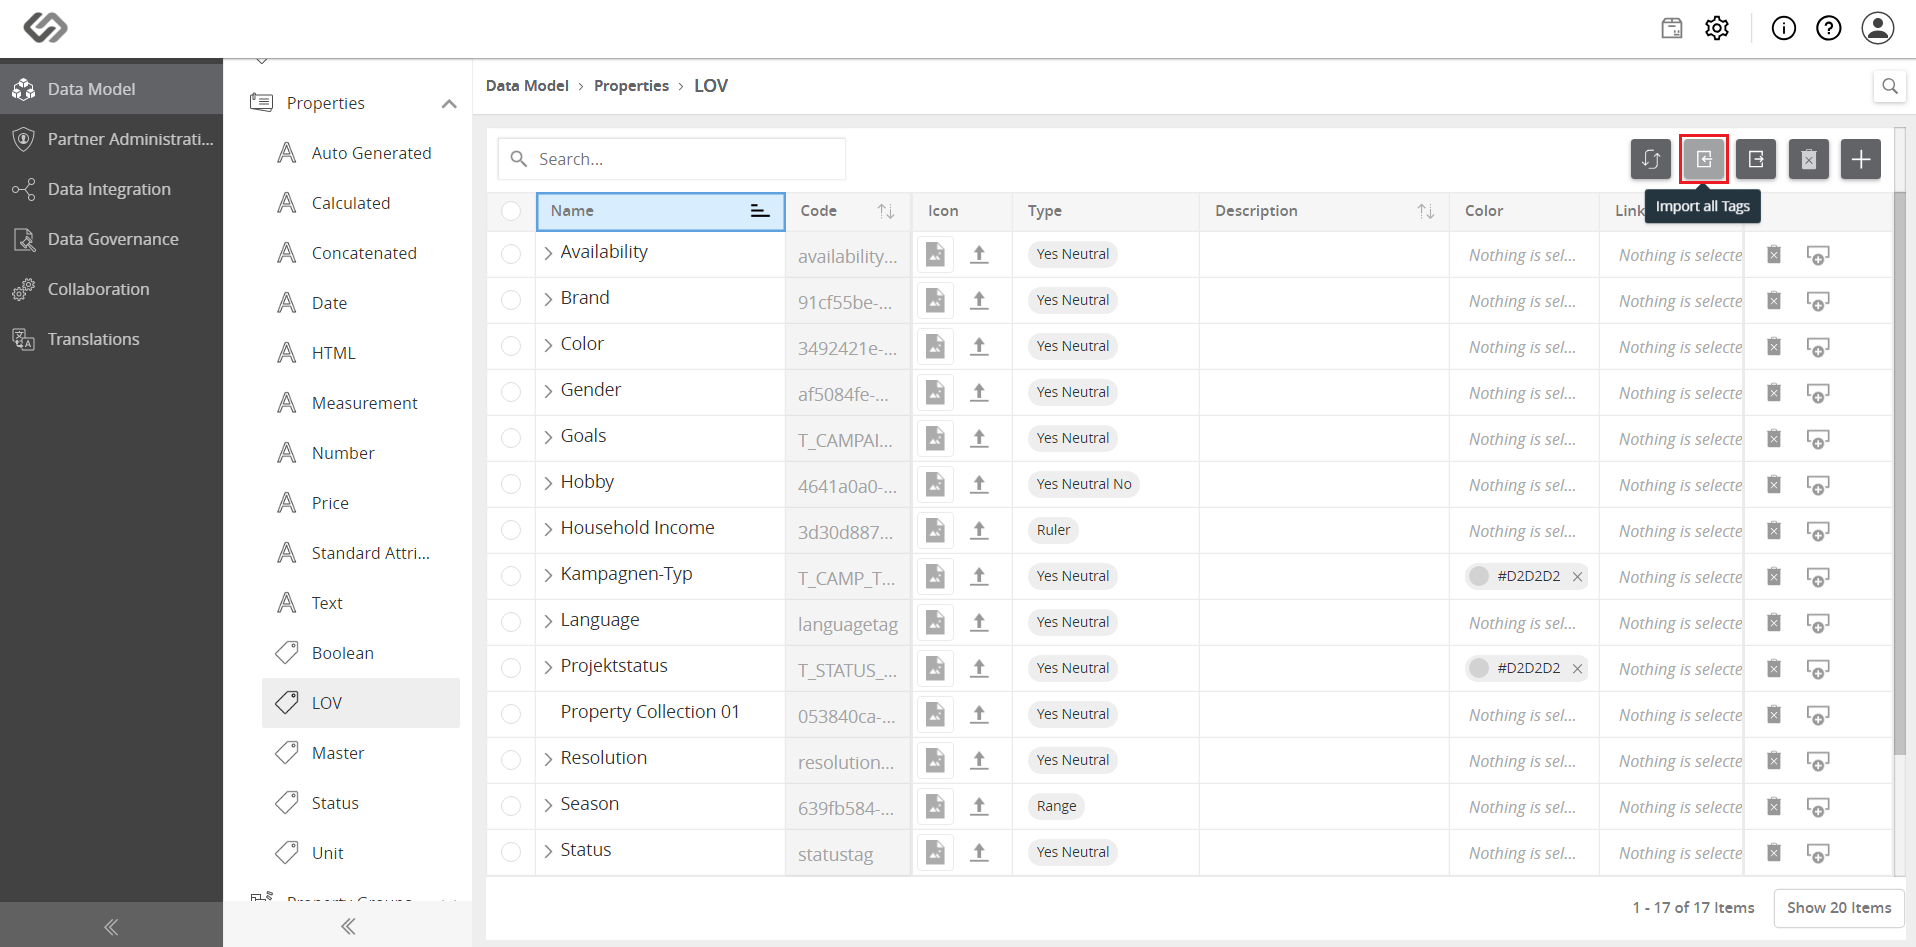 Data Model
Partner Administrati...
Data Integration
Data Governance
Collaboration
Translations
Properties
Auto Generated
Calculated
Concatenated
Date
HTML
Measurement
Number
Price
Standard Attri...
Text
Boolean
LOV
Master
Status
Unit
Data Model > Properties > LOV
Search...
Import all Tags
Name Code Icon Type Description Color Link
Availability availability... Yes Neutral Nothing is sel... Nothing is selecte
Brand 91cf55be-... Yes Neutral Nothing is sel... Nothing is selecte
Color 3492421e-... Yes Neutral Nothing is sel... Nothing is selecte
Gender af5084fe-... Yes Neutral Nothing is sel... Nothing is selecte
Goals T_CAMPAI... Yes Neutral Nothing is sel... Nothing is selecte
Hobby 4641a0a0-... Yes Neutral No Nothing is sel... Nothing is selecte
Household Income 3d30d887... Ruler Nothing is sel... Nothing is selecte
Kampagnen-Typ T_CAMP_T... Yes Neutral #D2D2D2 Nothing is selecte
Language languagetag Yes Neutral Nothing is sel... Nothing is selecte
Projektstatus T_STATUS_... Yes Neutral #D2D2D2 Nothing is selecte
Property Collection 01 053840ca-... Yes Neutral Nothing is sel... Nothing is selecte
Resolution resolution... Yes Neutral Nothing is sel... Nothing is selecte
Season 639fb584-... Range Nothing is sel... Nothing is selecte
Status statustag Yes Neutral Nothing is sel... Nothing is selecte
1 - 17 of 17 Items
Show 20 Items